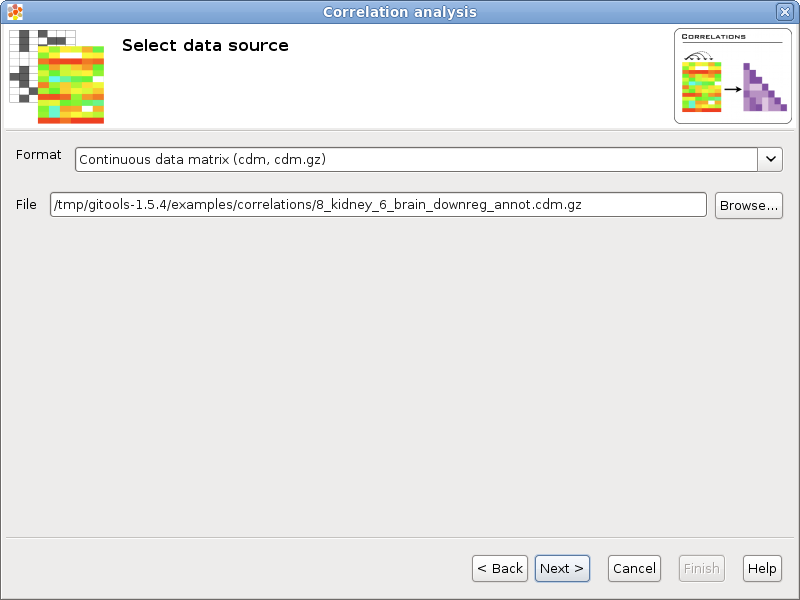 Correlation analysis
Select data source
CORRELATIONS
Format
Continuous data matrix (cdm, cdm.gz)
File
/tmp/gitools-1.5.4/examples/correlations/8_kidney_6_brain_downreg_annot.cdm.gz
Browse...
< Back
Next >
Cancel
Finish
Help